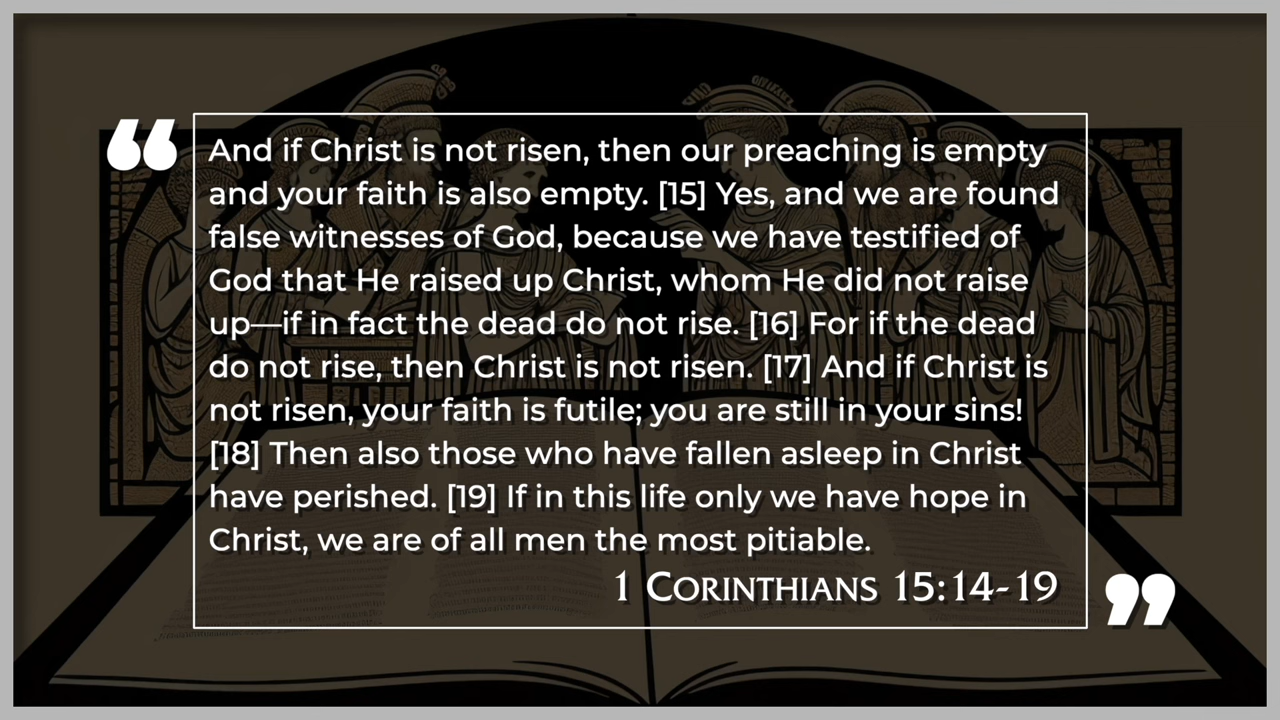 “
And if Christ is not risen, then our preaching is empty
and your faith is also empty. [15] Yes, and we are found
false witnesses of God, because we have testified of
God that He raised up Christ, whom He did not raise
up—if in fact the dead do not rise. [16] For if the dead
do not rise, then Christ is not risen. [17] And if Christ is
not risen, your faith is futile; you are still in your sins!
[18] Then also those who have fallen asleep in Christ
have perished. [19] If in this life only we have hope in
Christ, we are of all men the most pitiable.
1 Corinthians 15:14-19
”